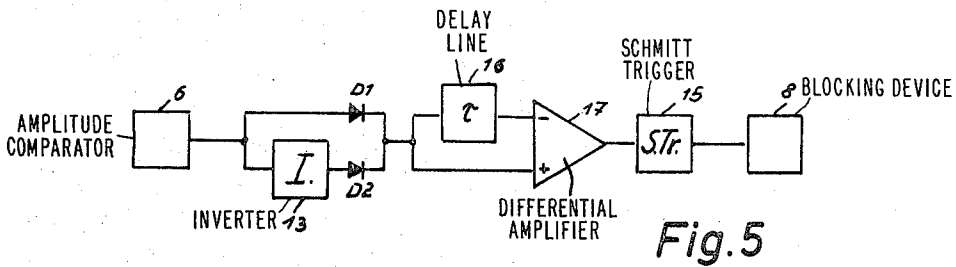 DELAY
LINE
16
τ
6
AMPLITUDE
COMPARATOR
D1
I.
D2
INVERTER 13
-
+
17
DIFFERENTIAL
AMPLIFIER
SCHMITT
TRIGGER
15
S.Tr.
8
BLOCKING DEVICE
Fig.5